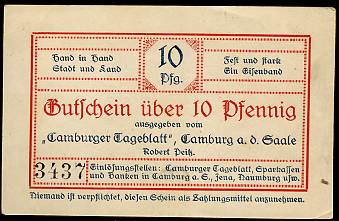 Hand in Hand
Stadt und Land
10
Pfg.
Fest und stark
Ein Eisenband
Gutschein über 10 Pfennig
ausgegeben vom
„Camburger Tageblatt", Camburg a. d. Saale
Robert Peitz.
3437
Einlösungsstellen: Camburger Tageblatt, Sparkassen
und Banken in Camburg a. S., Jena, Naumburg usw.
Niemand ist verpflichtet, diesen Schein als Zahlungsmittel anzunehmen.